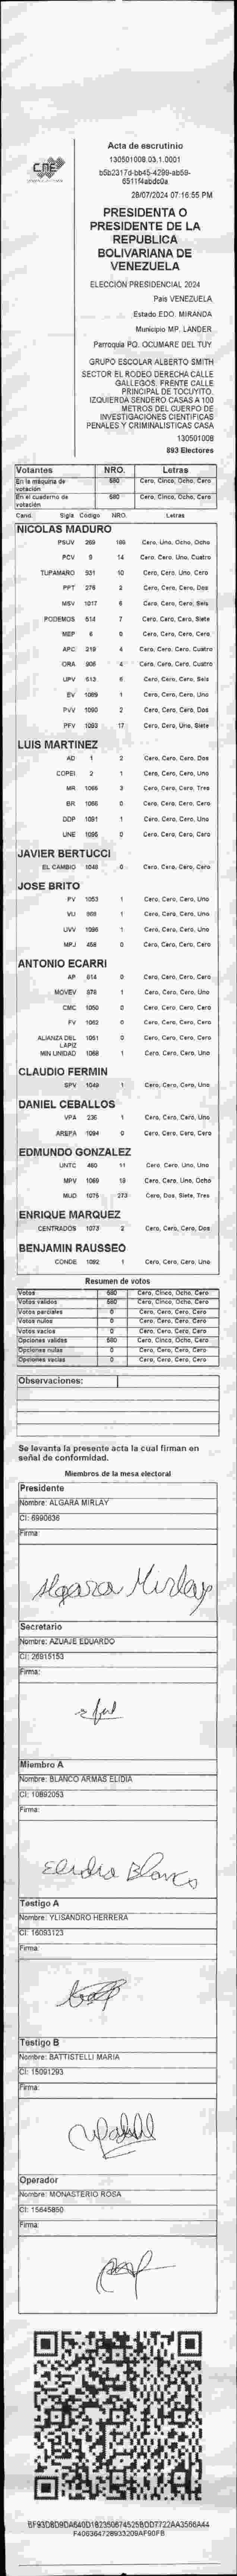 CNE
Acta de escrutinio
130501008.03.1.0001
28/07/2024 07:16:55 PM
PRESIDENTA O
PRESIDENTE DE LA
REPUBLICA
BOLIVARIANA DE
VENEZUELA
ELECCIÓN PRESIDENCIAL 2024
País VENEZUELA
Estado EDO. MIRANDA
Municipio MP. LANDER
Parroquia PQ. OCUMARE DEL TUY
GRUPO ESCOLAR ALBERTO SMITH
SECTOR EL RODEO DERECHA CALLE
GALLEGOS. FRENTE CALLE
PRINCIPAL DE TOCUYITO.
IZQUIERDA SENDERO CASAS A 100
METROS DEL CUERPO DE
INVESTIGACIONES CIENTIFICAS
PENALES Y CRIMINALISTICAS CASA
130501008
893 Electores
Votantes NRO. Letras
En la máquina de votación Cero, Cinco, Ocho, Cero
En el cuaderno de votación Cero, Cinco, Ocho, Cero
Cand. Sigla Código NRO. Letras
NICOLAS MADURO
PSUV 269 188 Cero, Uno, Ocho, Ocho
PCV 9 14 Cero, Cero, Uno, Cuatro
TUPAMARO 931 10 Cero, Cero, Uno, Cero
PPT 276 2 Cero, Cero, Cero, Dos
MSV 1017 6 Cero, Cero, Cero, Seis
PODEMOS 514 7 Cero, Cero, Cero, Siete
MEP 6 0 Cero, Cero, Cero, Cero
APC 219 4 Cero, Cero, Cero, Cuatro
ORA 906 4 Cero, Cero, Cero, Cuatro
UPV 613 6 Cero, Cero, Cero, Seis
EV 1089 1 Cero, Cero, Cero, Uno
PVV 1090 2 Cero, Cero, Cero, Dos
PFV 1093 17 Cero, Cero, Uno, Siete
LUIS MARTINEZ
AD 1 2 Cero, Cero, Cero, Dos
COPEI 2 1 Cero, Cero, Cero, Uno
MR 1066 3 Cero, Cero, Cero, Tres
BR 0 Cero, Cero, Cero, Cero
DDP 1091 1 Cero, Cero, Cero, Uno
UNE 1095 0 Cero, Cero, Cero, Cero
JAVIER BERTUCCI
EL CAMBIO 1048 0 Cero, Cero, Cero, Cero
JOSE BRITO
PV 1053 1 Cero, Cero, Cero, Uno
VU 868 1 Cero, Cero, Cero, Uno
UVV 1096 1 Cero, Cero, Cero, Uno
MPJ 458 0 Cero, Cero, Cero, Cero
ANTONIO ECARRI
AP 814 0 Cero, Cero, Cero, Cero
MOVEV 978 1 Cero, Cero, Cero, Uno
CMC 1050 0 Cero, Cero, Cero, Cero
FV 1062 0 Cero, Cero, Cero, Cero
ALIANZA DEL LAPIZ 1061 0 Cero, Cero, Cero, Cero
MIN UNIDAD 1068 1 Cero, Cero, Cero, Uno
CLAUDIO FERMIN
SPV 1049 1 Cero, Cero, Cero, Uno
DANIEL CEBALLOS
VPA 236 1 Cero, Cero, Cero, Uno
AREPA 1094 0 Cero, Cero, Cero, Cero
EDMUNDO GONZALEZ
UNTC 460 11 Cero, Cero, Uno, Uno
MPV 1069 18 Cero, Cero, Uno, Ocho
MUD 1075 273 Cero, Dos, Siete, Tres
ENRIQUE MARQUEZ
CENTRADOS 1073 2 Cero, Cero, Cero, Dos
BENJAMIN RAUSSEO
CONDE 1092 1 Cero, Cero, Cero, Uno
Resumen de votos
Votos 580 Cero, Cinco, Ocho, Cero
Votos válidos 580 Cero, Cinco, Ocho, Cero
Votos parciales 0 Cero, Cero, Cero, Cero
Votos nulos 0 Cero, Cero, Cero, Cero
Votos vacíos 0 Cero, Cero, Cero, Cero
Opciones válidas 580 Cero, Cinco, Ocho, Cero
Opciones nulas 0 Cero, Cero, Cero, Cero
Opciones vacías 0 Cero, Cero, Cero, Cero
Observaciones:
Se levanta la presente acta la cual firman en
señal de conformidad.
Miembros de la mesa electoral
Presidente
Nombre: ALGARA MIRLAY
CI: 6990636
Firma:
Algara Mirlay
Secretario
Nombre: AZUAJE EDUARDO
CI: 26915153
Firma:
Miembro A
Nombre: BLANCO ARMAS ELIDIA
CI: 10892053
Firma:
Elidia Blanco
Testigo A
Nombre: YLISANDRO HERRERA
CI: 16093123
Firma:
Testigo B
Nombre: BATTISTELLI MARIA
CI: 15091293
Firma:
Operador
Nombre: MONASTERIO ROSA
CI: 15645860
Firma: